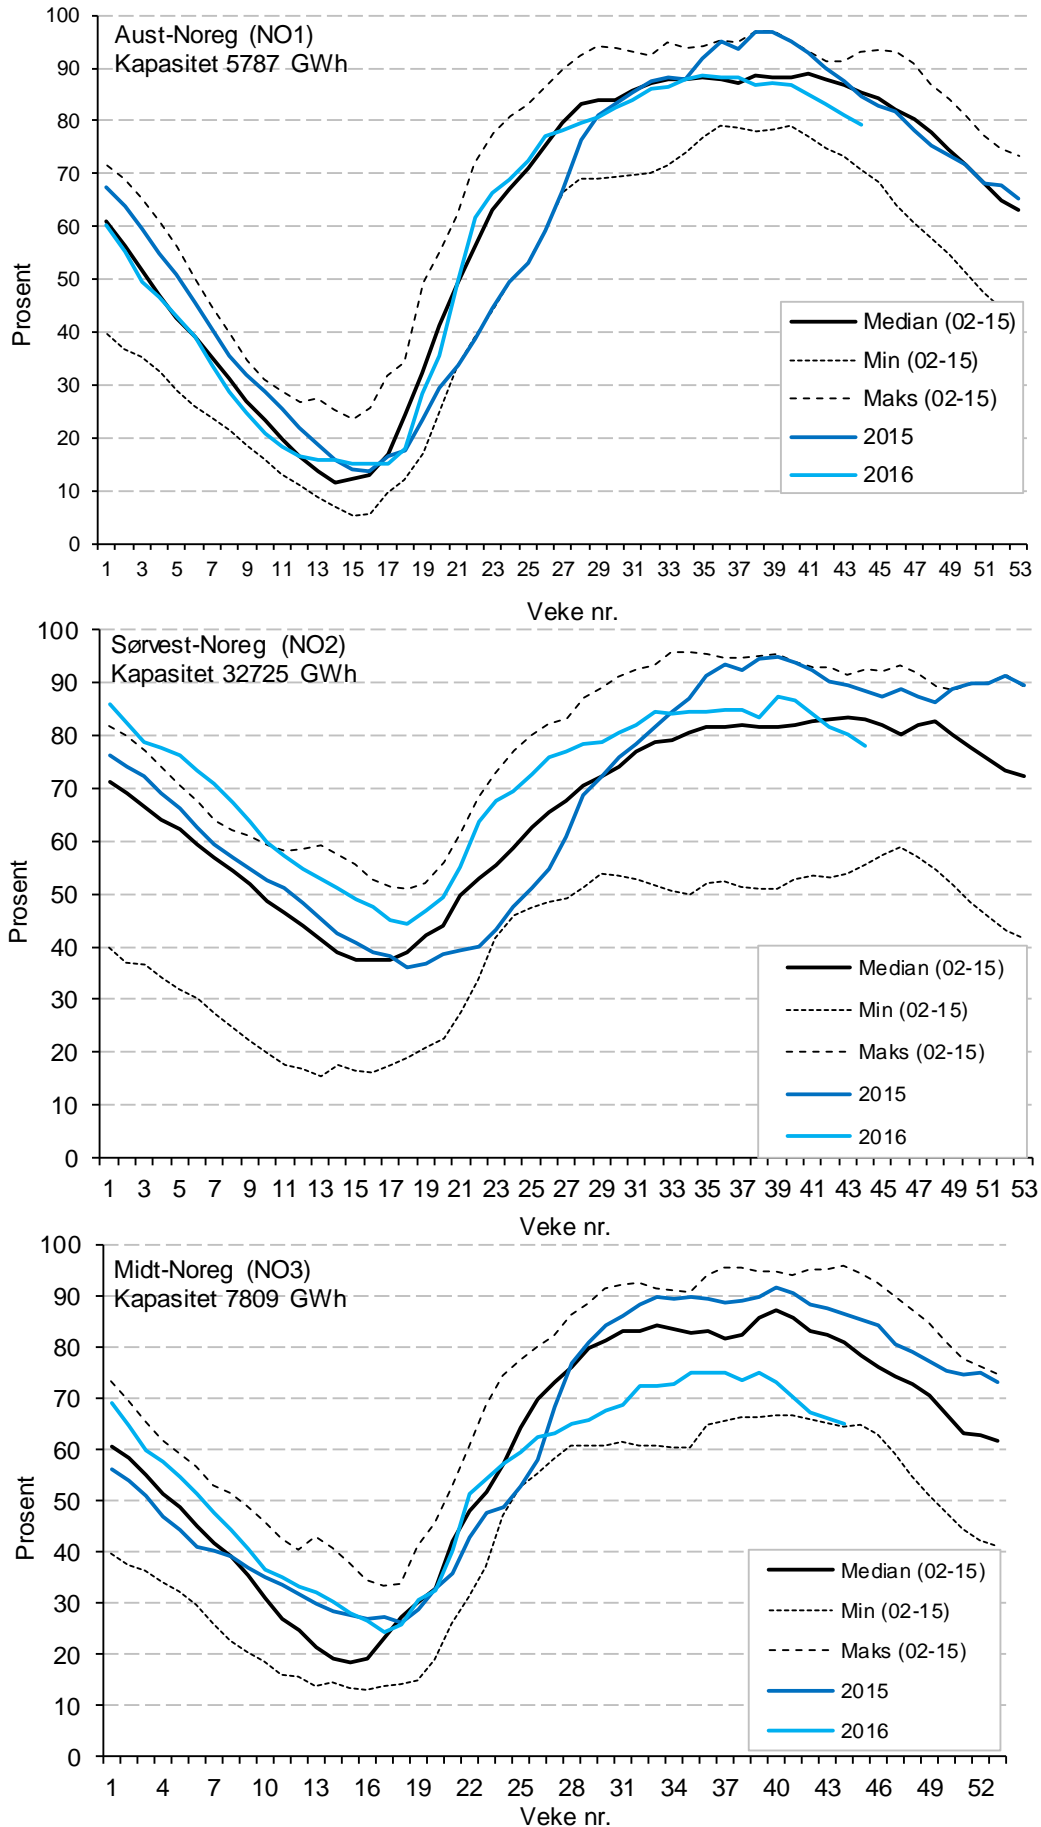 Aust-Noreg (NO1)
Kapasitet 5787 GWh
Prosent
100
90
80
70
60
50
40
30
20
10
0
1 3 5 7 9 11 13 15 17 19 21 23 25 27 29 31 33 35 37 39 41 43 45 47 49 51 53
Veke nr.
Median (02-15)
Min (02-15)
Maks (02-15)
2015
2016
Sørvest-Noreg (NO2)
Kapasitet 32725 GWh
Prosent
100
90
80
70
60
50
40
30
20
10
0
1 3 5 7 9 11 13 15 17 19 21 23 25 27 29 31 33 35 37 39 41 43 45 47 49 51 53
Veke nr.
Median (02-15)
Min (02-15)
Maks (02-15)
2015
2016
Midt-Noreg (NO3)
Kapasitet 7809 GWh
Prosent
100
90
80
70
60
50
40
30
20
10
0
1 4 7 10 13 16 19 22 25 28 31 34 37 40 43 46 49 52
Veke nr.
Median (02-15)
Min (02-15)
Maks (02-15)
2015
2016